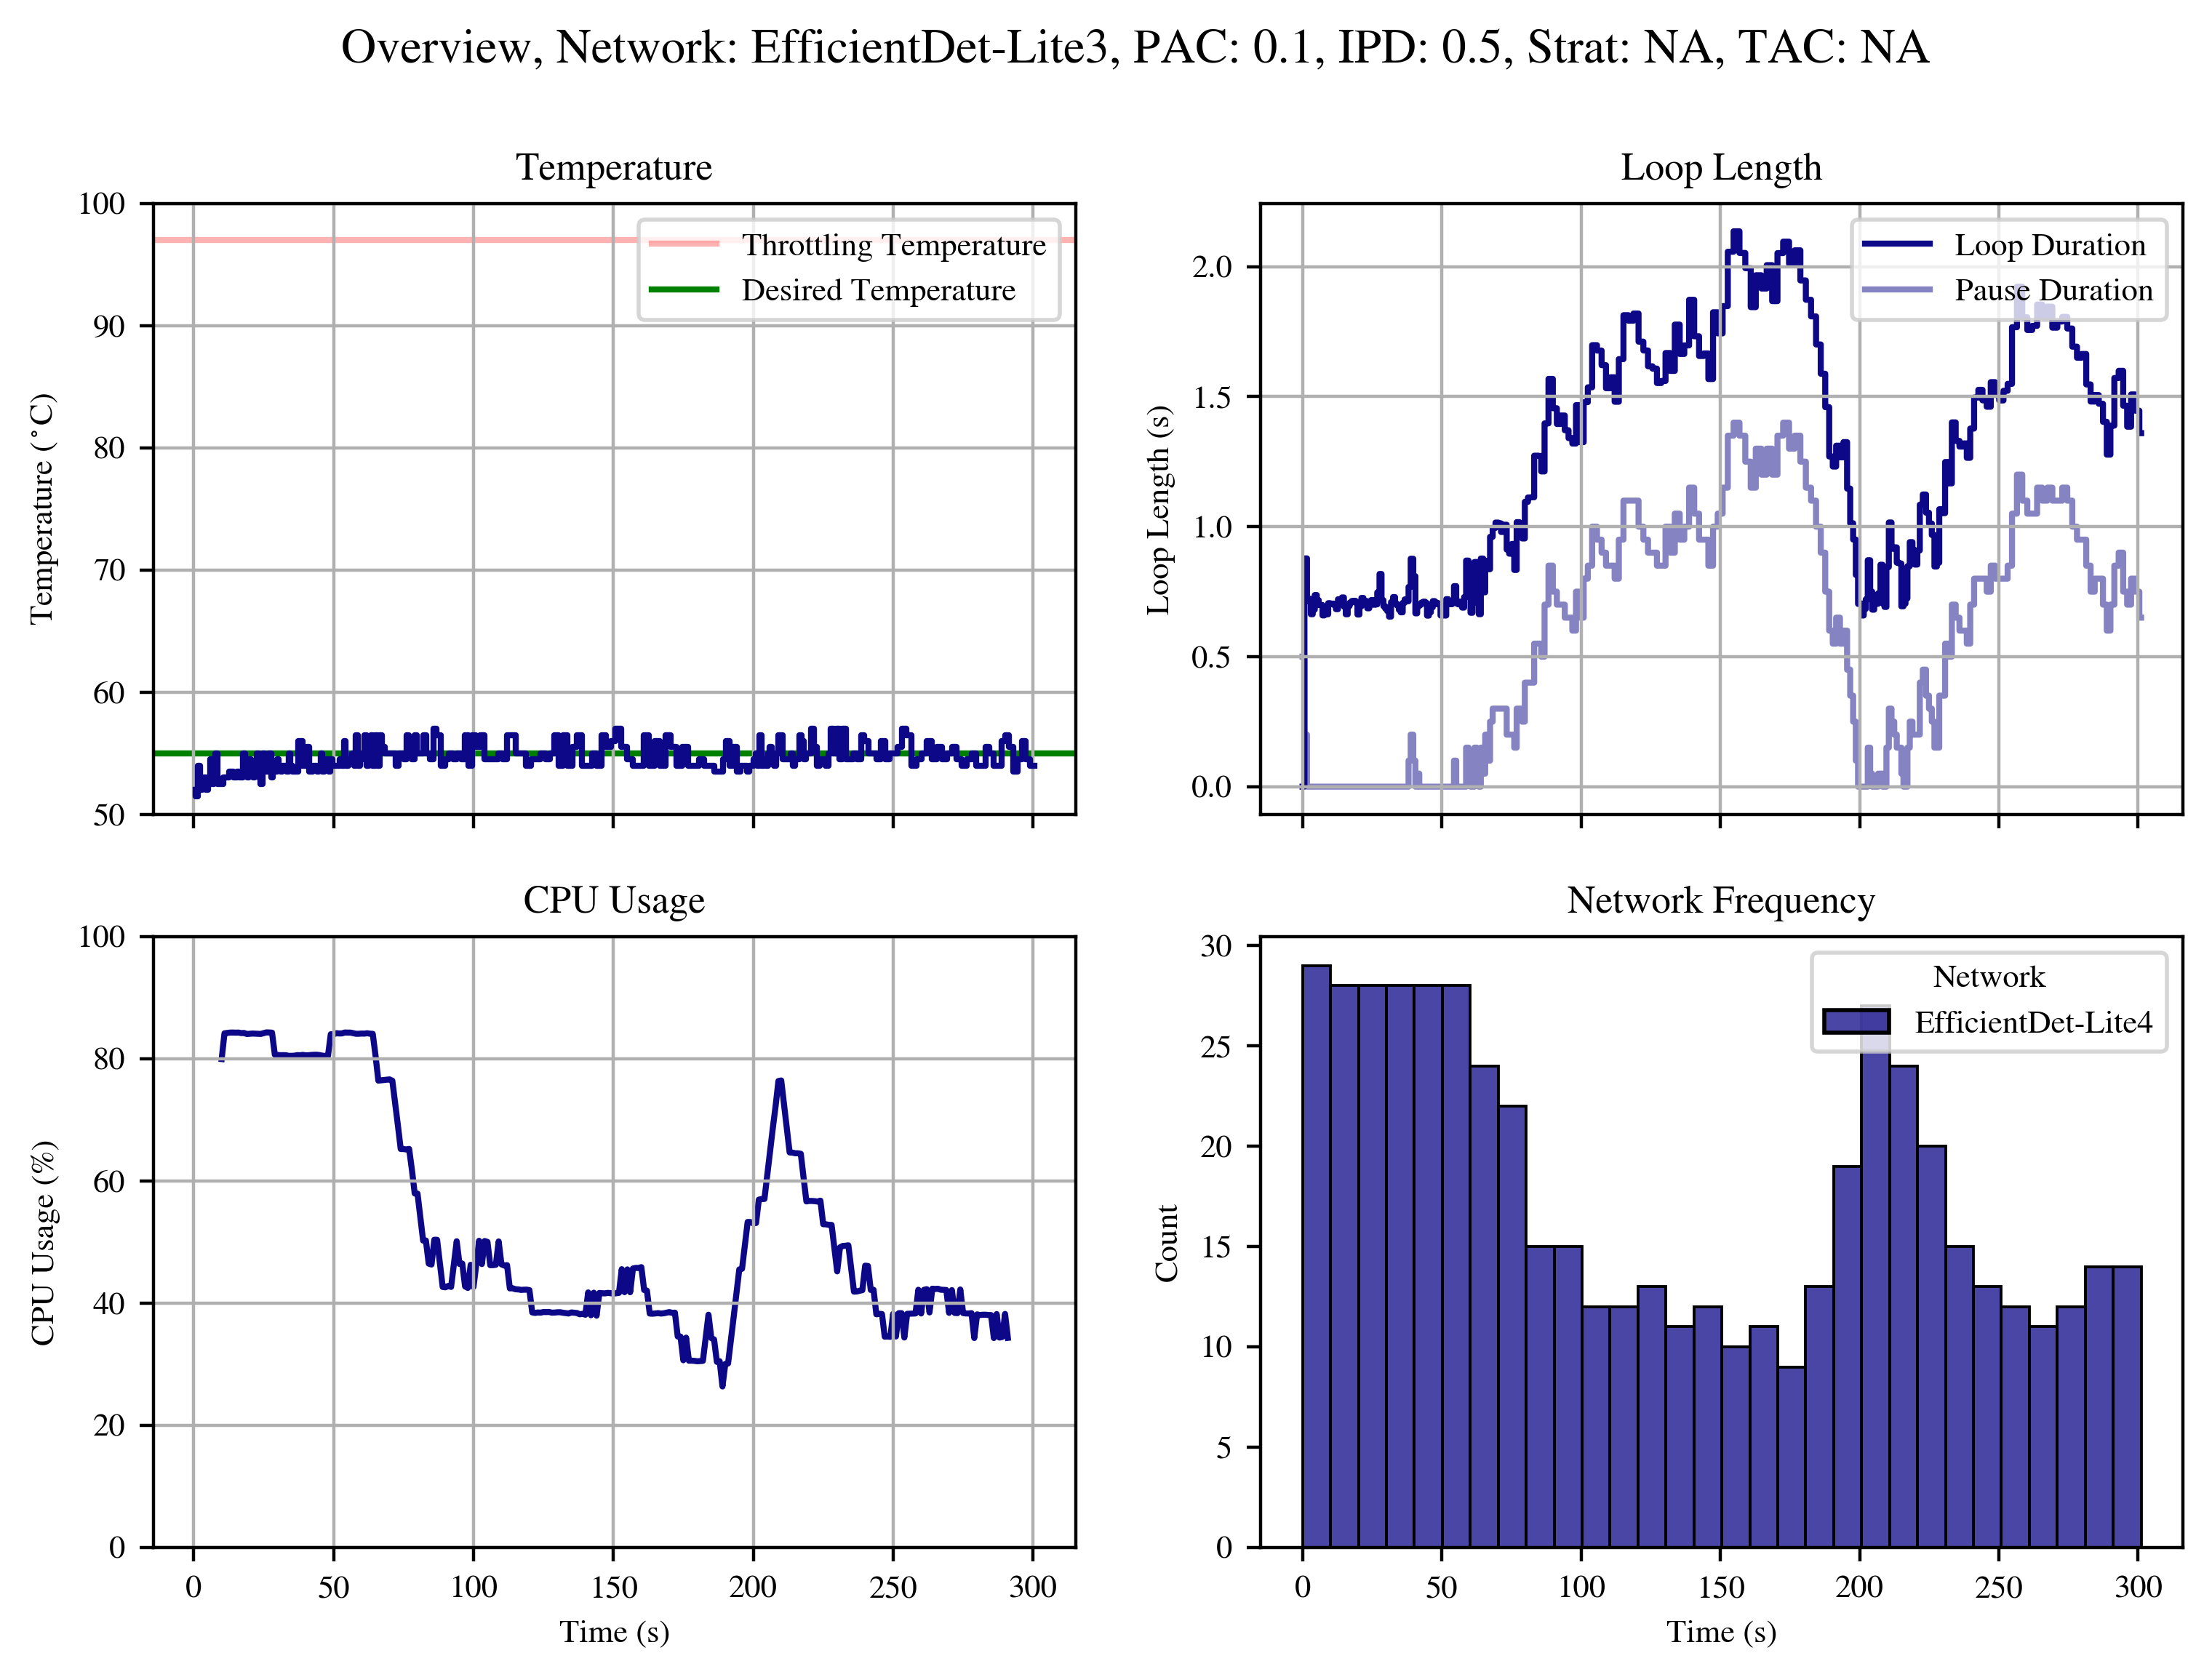 Overview, Network: EfficientDet-Lite3, PAC: 0.1, IPD: 0.5, Strat: NA, TAC: NA
Temperature
100
90
80
70
60
50
Temperature (°C)
Throttling Temperature
Desired Temperature
Loop Length
2.0
1.5
1.0
0.5
0.0
Loop Length (s)
Loop Duration
Pause Duration
CPU Usage
100
80
60
40
20
0
CPU Usage (%)
0 50 100 150 200 250 300
Time (s)
Network Frequency
30
25
20
15
10
5
0
Count
Network
EfficientDet-Lite4
0 50 100 150 200 250 300
Time (s)